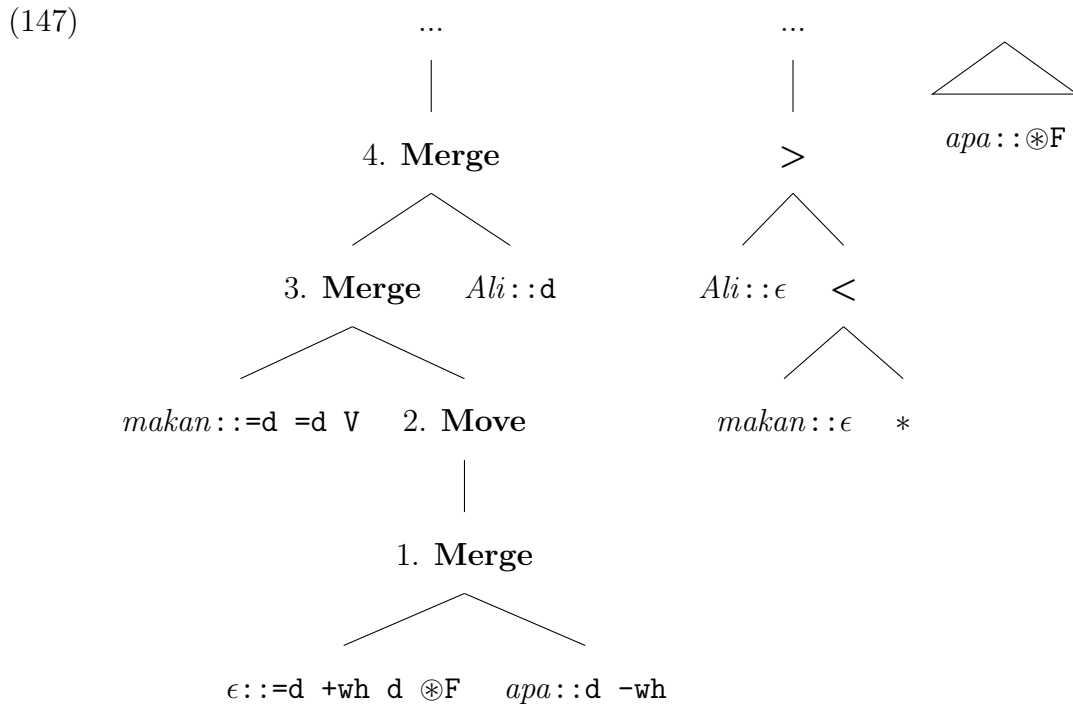 (147) ... ...
4. Merge > apa::⊛F
3. Merge Ali::d Ali::ϵ <
makan::=d =d V 2. Move makan::ϵ *
1. Merge
ϵ::=d +wh d ⊛F apa::d -wh